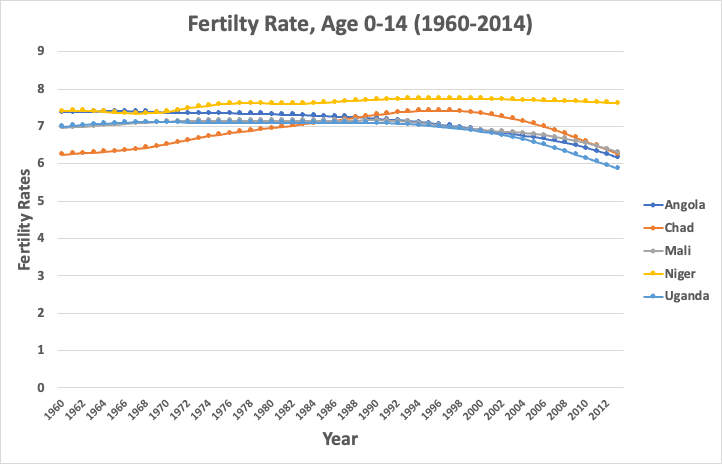 Fertilty Rate, Age 0-14 (1960-2014)
9
8
7
6
5
4
3
2
1
0
Fertility Rates
Angola
Chad
Mali
Niger
Uganda
1960 1962 1964 1966 1968 1970 1972 1974 1976 1978 1980 1982 1984 1986 1988 1990 1992 1994 1996 1998 2000 2002 2004 2006 2008 2010 2012
Year